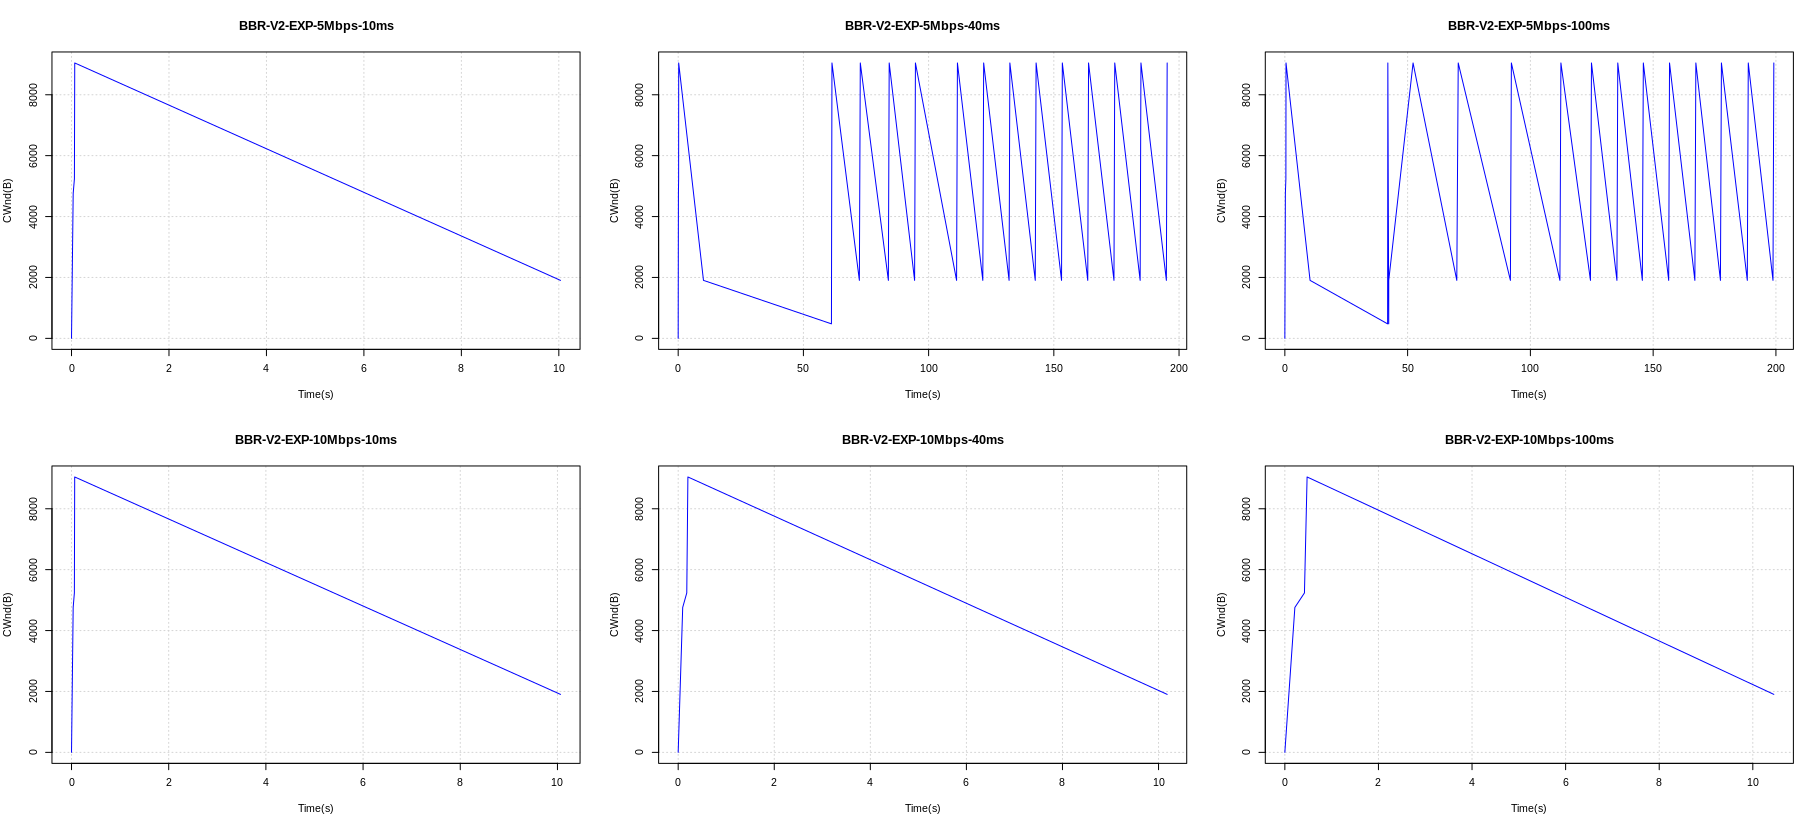 BBR-V2-EXP-5Mbps-10ms
CWnd(B)
8000
6000
4000
2000
0
0 2 4 6 8 10
Time(s)
BBR-V2-EXP-5Mbps-40ms
CWnd(B)
8000
6000
4000
2000
0
0 50 100 150 200
Time(s)
BBR-V2-EXP-5Mbps-100ms
CWnd(B)
8000
6000
4000
2000
0
0 50 100 150 200
Time(s)
BBR-V2-EXP-10Mbps-10ms
CWnd(B)
8000
6000
4000
2000
0
0 2 4 6 8 10
Time(s)
BBR-V2-EXP-10Mbps-40ms
CWnd(B)
8000
6000
4000
2000
0
0 2 4 6 8 10
Time(s)
BBR-V2-EXP-10Mbps-100ms
CWnd(B)
8000
6000
4000
2000
0
0 2 4 6 8 10
Time(s)